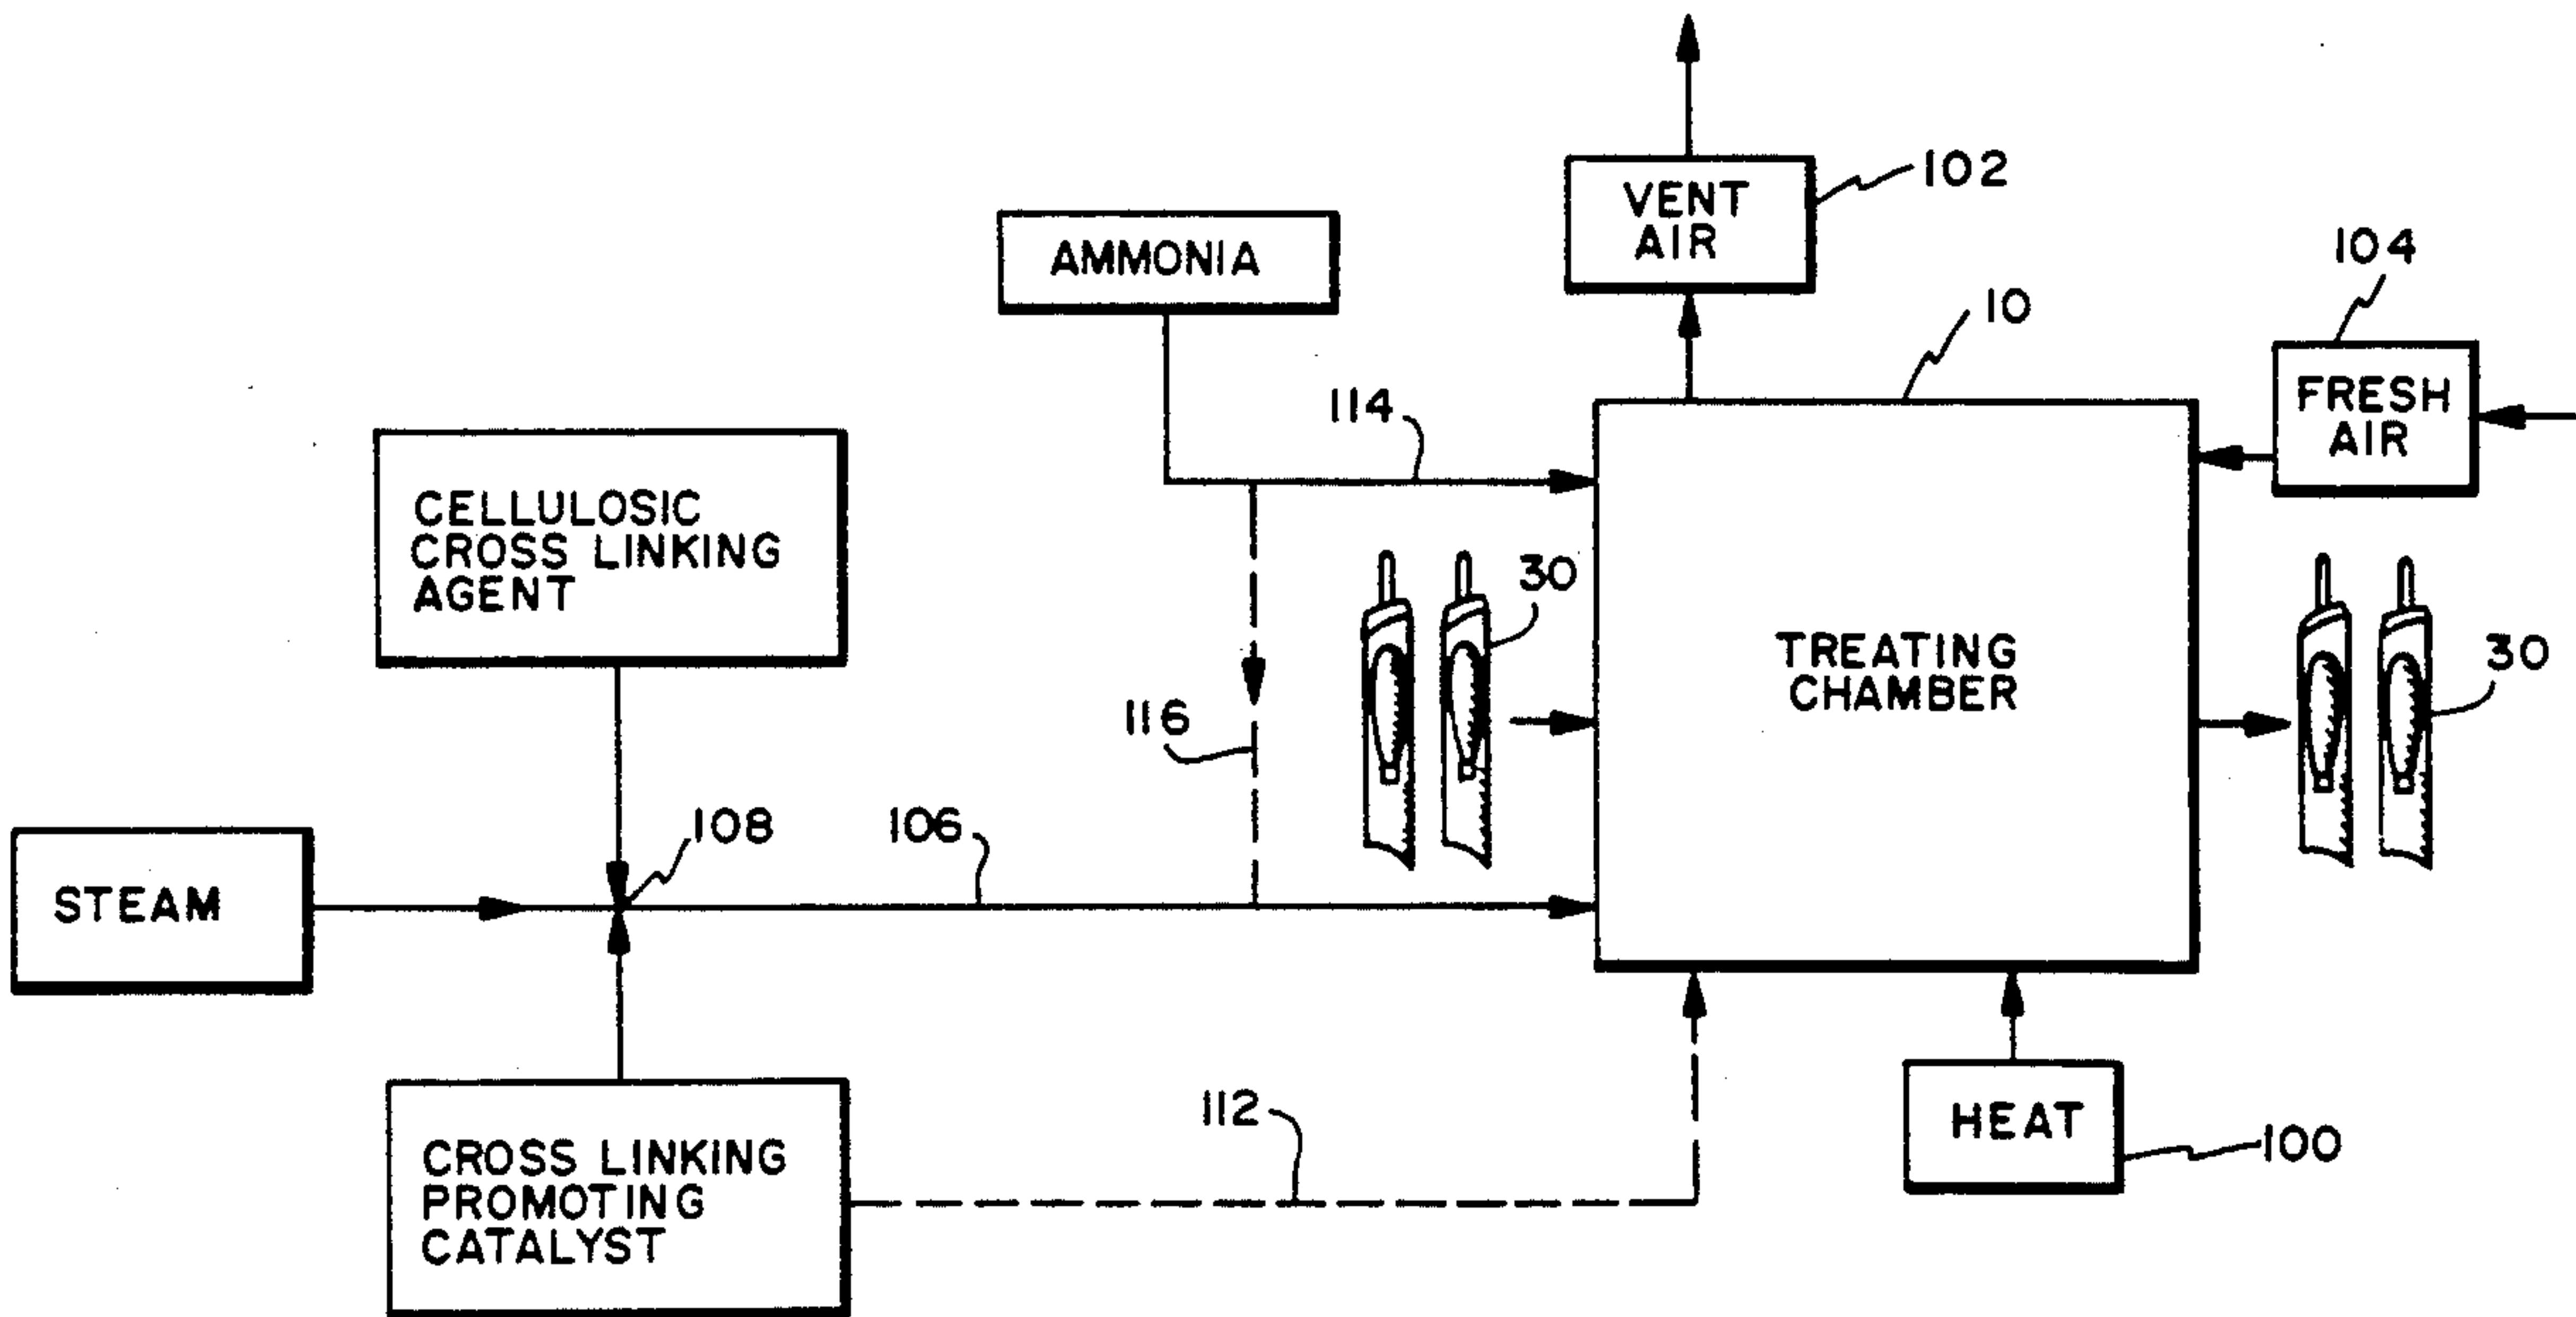 VENT
AIR
102
AMMONIA
104
10
FRESH
AIR
114
CELLULOSIC
CROSS LINKING
AGENT
30
TREATING
CHAMBER
30
116
STEAM
108
106
HEAT
100
112
CROSS LINKING
PROMOTING
CATALYST